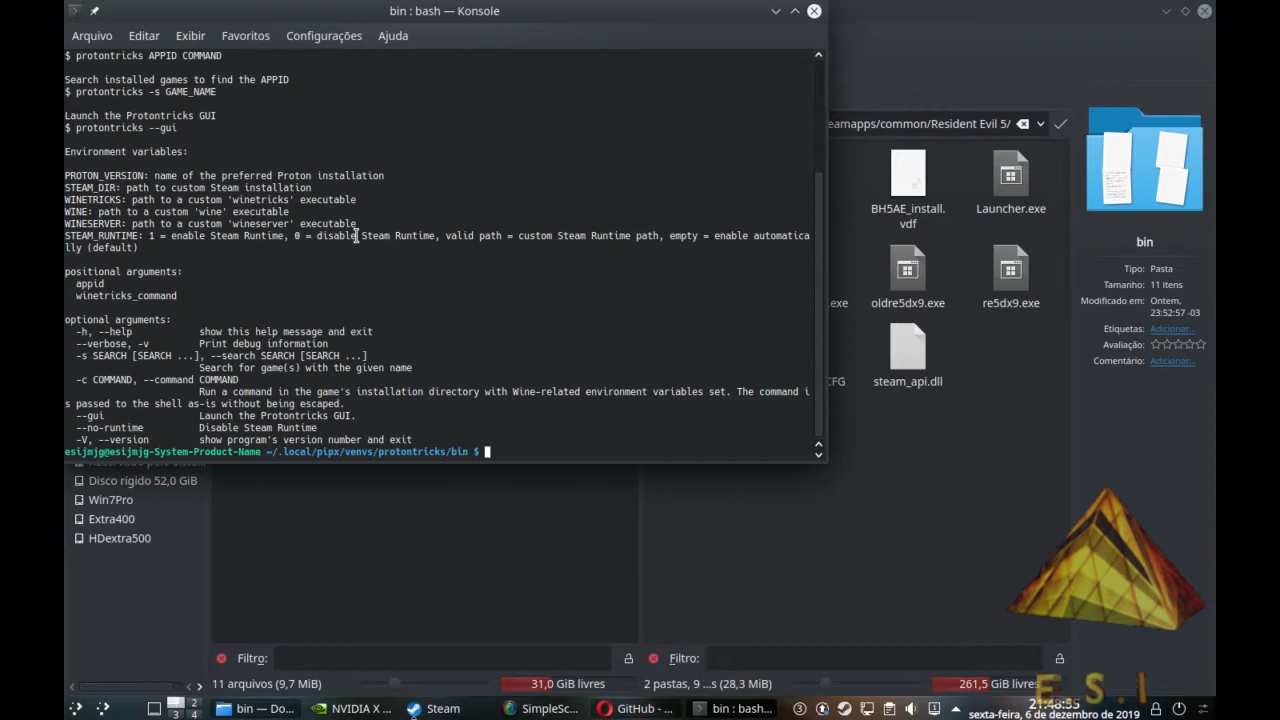 bin : bash — Konsole
Arquivo Editar Exibir Favoritos Configurações Ajuda
$ protontricks APPID COMMAND
Search installed games to find the APPID
$ protontricks -s GAME_NAME
Launch the Protontricks GUI
$ protontricks --gui
Environment variables:
PROTON_VERSION: name of the preferred Proton installation
STEAM_DIR: path to custom Steam installation
WINETRICKS: path to a custom 'winetricks' executable
WINE: path to a custom 'wine' executable
WINESERVER: path to a custom 'wineserver' executable
STEAM_RUNTIME: 1 = enable Steam Runtime, 0 = disable Steam Runtime, valid path = custom Steam Runtime path, empty = enable automatica
lly (default)
positional arguments:
appid
winetricks_command
optional arguments:
-h, --help show this help message and exit
--verbose, -v Print debug information
-s SEARCH [SEARCH ...], --search SEARCH [SEARCH ...]
Search for game(s) with the given name
-c COMMAND, --command COMMAND
Run a command in the game's installation directory with Wine-related environment variables set. The command i
s passed to the shell as-is without being escaped.
--gui Launch the Protontricks GUI.
--no-runtime Disable Steam Runtime
-V, --version show program's version number and exit
esijmjg@esijmjg-System-Product-Name ~/.local/pipx/venvs/protontricks/bin $
eamapps/common/Resident Evil 5/
BH5AE_install.
vdf
Launcher.exe
.exe
oldre5dx9.exe
re5dx9.exe
CFG
steam_api.dll
bin
Tipo: Pasta
Tamanho: 11 itens
Modificado em: Ontem,
23:52:57 -03
Etiquetas: Adicionar...
Avaliação:
Comentário: Adicionar...
Disco rígido 52,0 GiB
Win7Pro
Extra400
HDextra500
Filtro:
Filtro:
11 arquivos (9,7 MiB)
31,0 GiB livres
2 pastas, 9 ...s (28,3 MiB)
261,5 GiB livres
E S . I
2
3 4
bin — Do...
NVIDIA X ...
Steam
SimpleSc...
GitHub - ...
bin : bash...
3
21:48:55
sexta-feira, 6 de dezembro de 2019